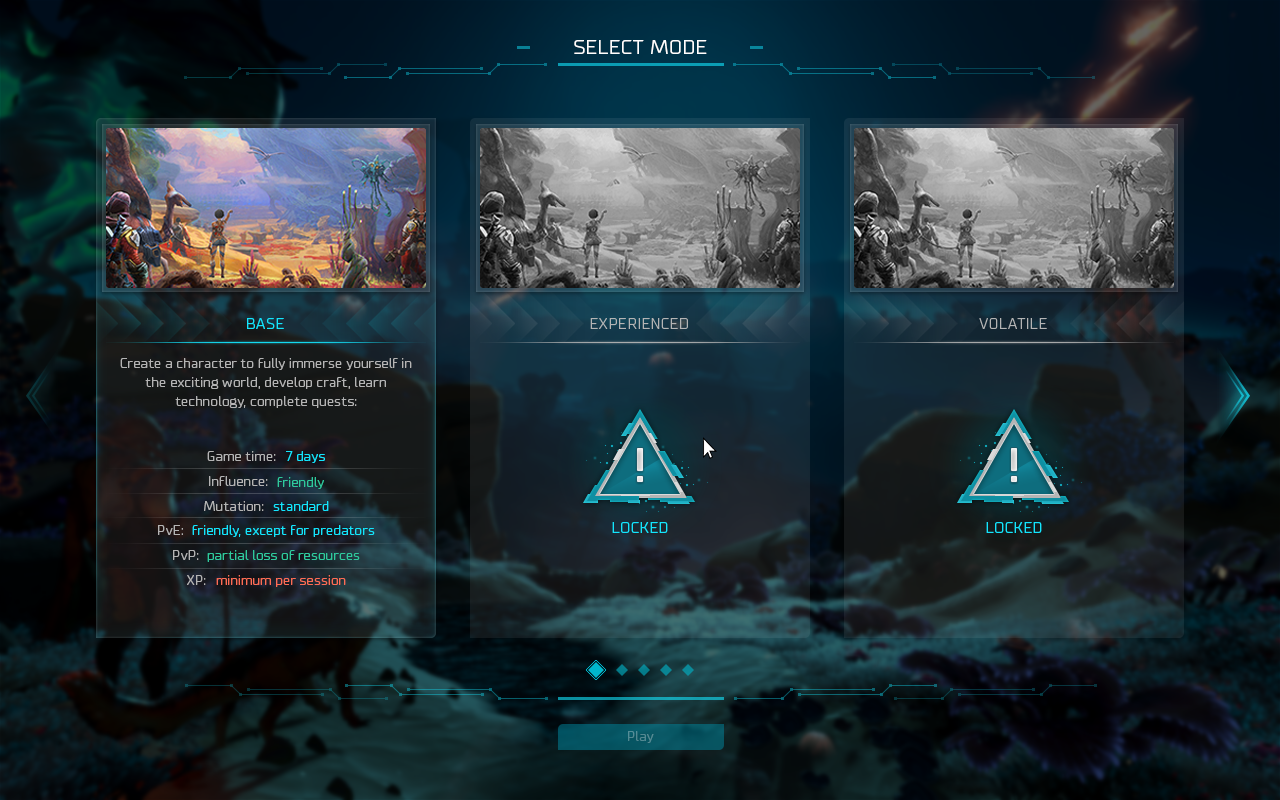 SELECT MODE
BASE
Create a character to fully immerse yourself in
the exciting world, develop craft, learn
technology, complete quests:
Game time: 7 days
Influence: friendly
Mutation: standard
PvE: friendly, except for predators
PvP: partial loss of resources
XP: minimum per session
EXPERIENCED
LOCKED
VOLATILE
LOCKED
Play